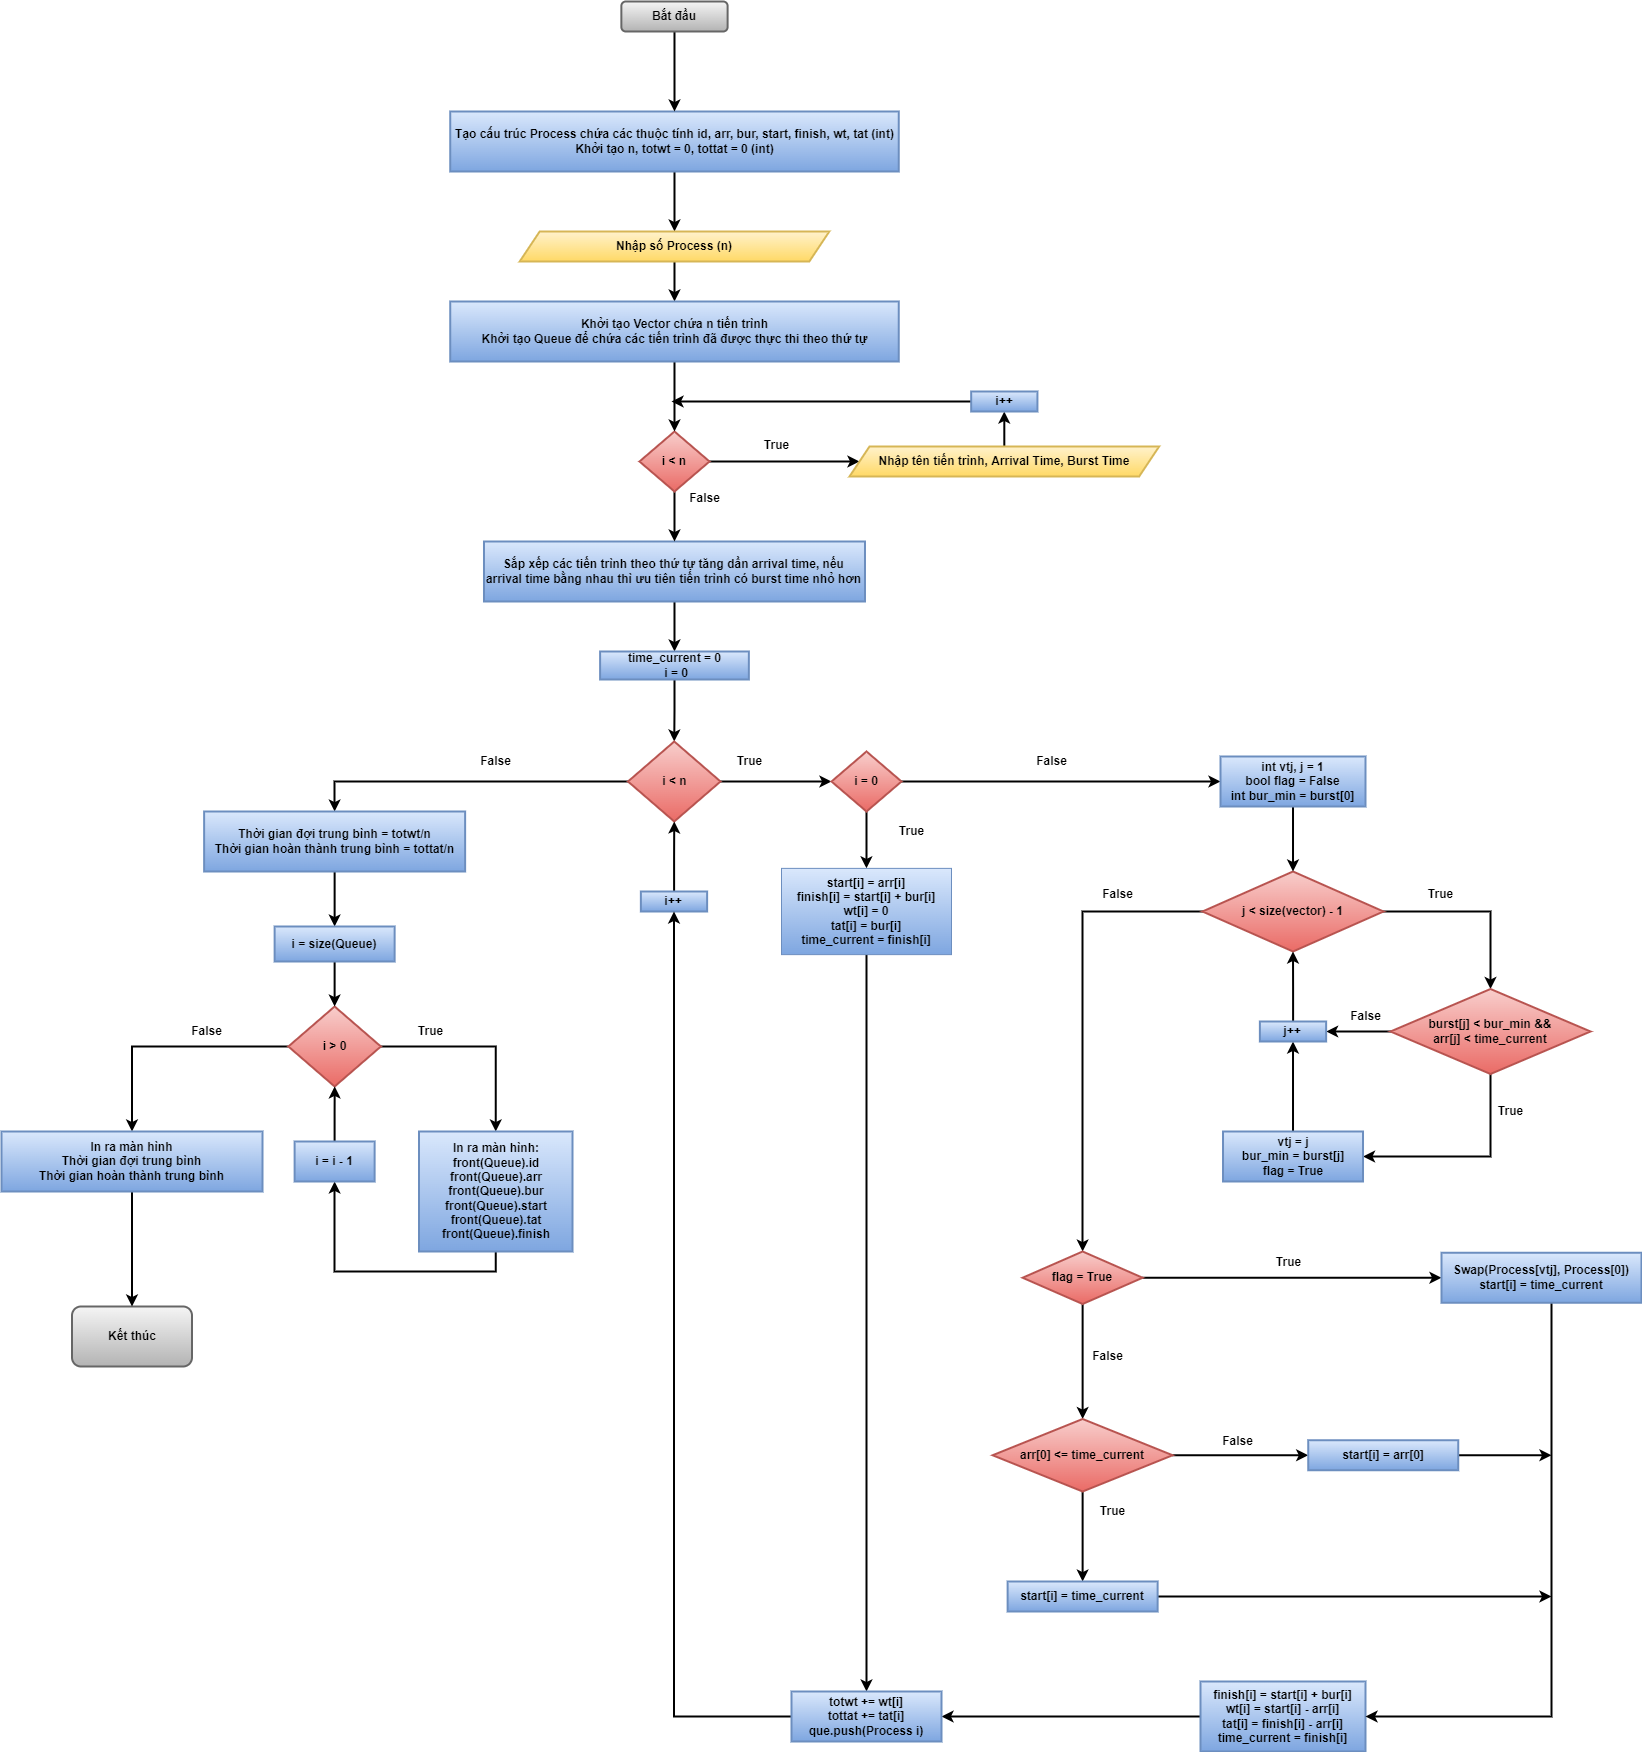 Bắt đầu
Tạo cấu trúc Process chứa các thuộc tính id, arr, bur, start, finish, wt, tat (int)
Khởi tạo n, totwt = 0, tottat = 0 (int)
Nhập số Process (n)
Khởi tạo Vector chứa n tiến trình
Khởi tạo Queue để chứa các tiến trình đã được thực thi theo thứ tự
i++
i < n
True
Nhập tên tiến trình, Arrival Time, Burst Time
False
Sắp xếp các tiến trình theo thứ tự tăng dần arrival time, nếu
arrival time bằng nhau thì ưu tiên tiến trình có burst time nhỏ hơn
time_current = 0
i = 0
False
i < n
True
i = 0
False
int vtj, j = 1
bool flag = False
int bur_min = burst[0]
Thời gian đợi trung bình = totwt/n
Thời gian hoàn thành trung bình = tottat/n
True
i++
start[i] = arr[i]
finish[i] = start[i] + bur[i]
wt[i] = 0
tat[i] = bur[i]
time_current = finish[i]
False
j < size(vector) - 1
True
i = size(Queue)
False
i > 0
True
j++
False
burst[j] < bur_min &&
arr[j] < time_current
True
In ra màn hình
Thời gian đợi trung bình
Thời gian hoàn thành trung bình
i = i - 1
In ra màn hình:
front(Queue).id
front(Queue).arr
front(Queue).bur
front(Queue).start
front(Queue).tat
front(Queue).finish
vtj = j
bur_min = burst[j]
flag = True
Kết thúc
flag = True
True
Swap(Process[vtj], Process[0])
start[i] = time_current
False
arr[0] <= time_current
False
start[i] = arr[0]
True
start[i] = time_current
totwt += wt[i]
tottat += tat[i]
que.push(Process i)
finish[i] = start[i] + bur[i]
wt[i] = start[i] - arr[i]
tat[i] = finish[i] - arr[i]
time_current = finish[i]